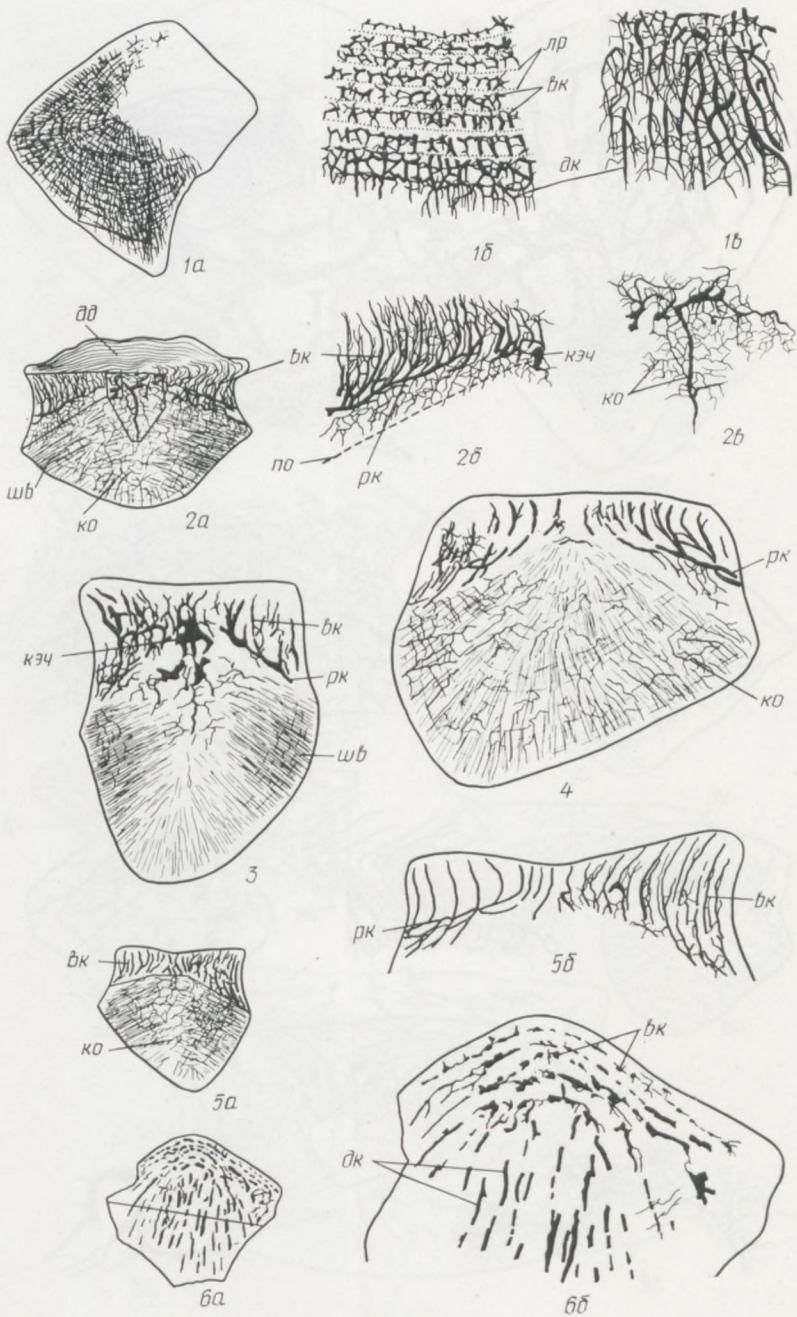 лр
вк
дк
1а
1б
1в
дд
вк
кэч
ко
по
рк
шв
ко
2а
2б
2в
рк
ко
4
кэч
вк
рк
шв
3
рк
вк
5б
вк
ко
5а
вк
дк
6а
6б